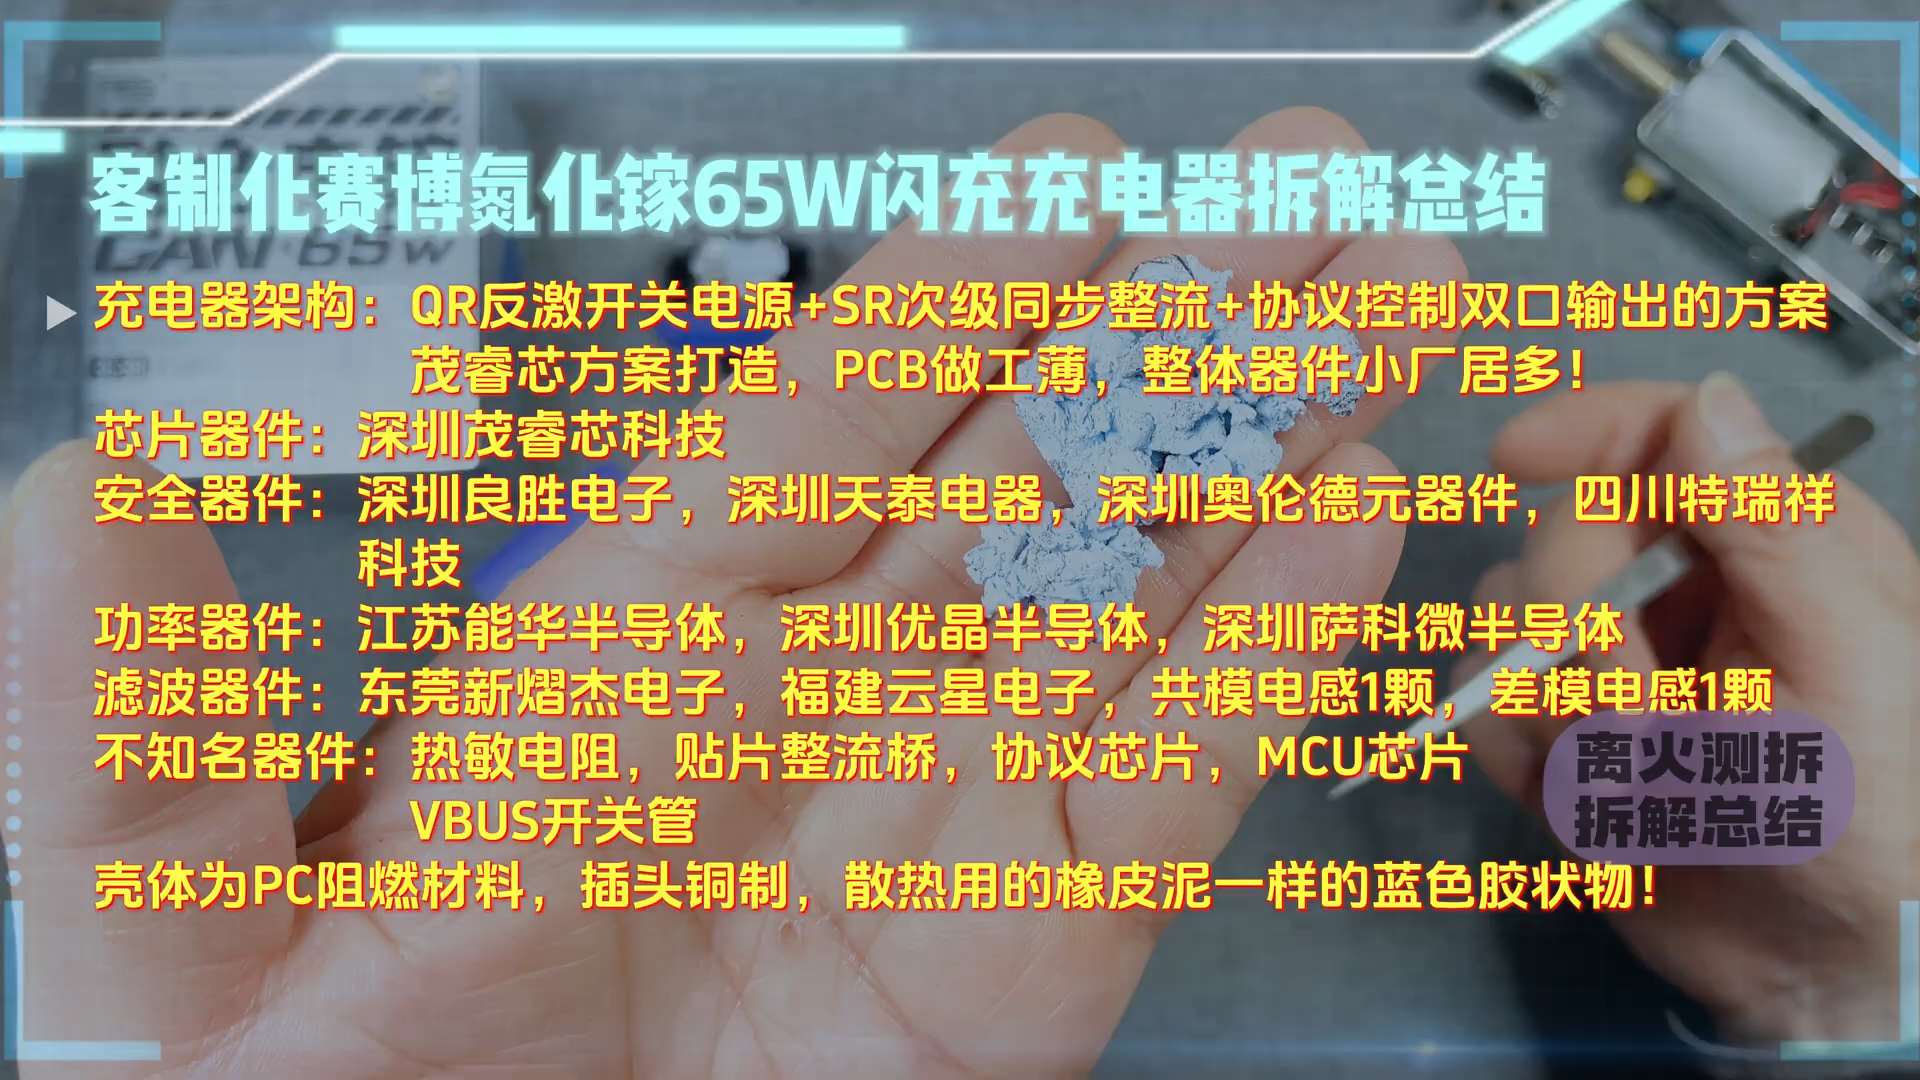 客制化赛博氮化镓65W闪充充电器拆解总结
GAN·65w
充电器架构：QR反激开关电源+SR次级同步整流+协议控制双口输出的方案
茂睿芯方案打造，PCB做工薄，整体器件小厂居多！
芯片器件：深圳茂睿芯科技
安全器件：深圳良胜电子，深圳天泰电器，深圳奥伦德元器件，四川特瑞祥
科技
功率器件：江苏能华半导体，深圳优晶半导体，深圳萨科微半导体
滤波器件：东莞新熠杰电子，福建云星电子，共模电感1颗，差模电感1颗
不知名器件：热敏电阻，贴片整流桥，协议芯片，MCU芯片
VBUS开关管
离火测拆
拆解总结
壳体为PC阻燃材料，插头铜制，散热用的橡皮泥一样的蓝色胶状物！